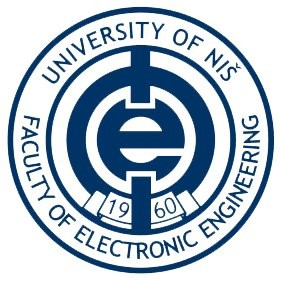 UNIVERSITY OF NIŠ
FACULTY OF ELECTRONIC ENGINEERING
e
19 60